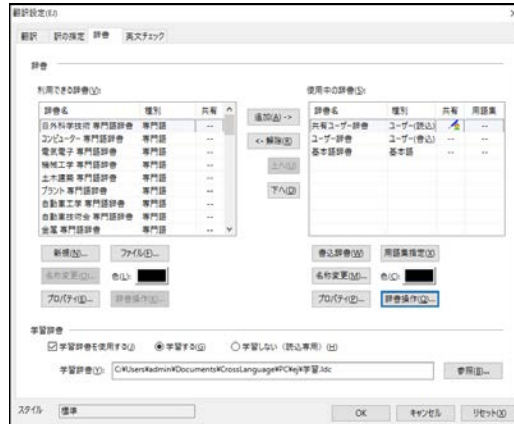 翻訳設定(EJ)
翻訳 訳の指定 辞書 英文チェック
辞書
利用できる辞書(V): 使用中の辞書(S):
辞書名 種別 共有 辞書名 種別 共有 用語集
日外科学技術 専門語辞書 専門語 -- 追加(A) -> 共有ユーザー辞書 ユーザー(読込) --
コンピューター 専門語辞書 専門語 -- <- 解除(R) ユーザー辞書 ユーザー(書込) -- --
電気電子 専門語辞書 専門語 -- 基本語辞書 基本語 --
機械工学 専門語辞書 専門語 -- 上へ(U)
土木建築 専門語辞書 専門語 --
プラント 専門語辞書 専門語 -- 下へ(D)
自動車工学 専門語辞書 専門語 --
自動車技術会 専門語辞書 専門語 --
金属 専門語辞書 専門語 --
新規(N)... ファイル(F)... 書込辞書(W) 用語集指定(X)
名称変更(O)... 色(L): 名称変更(M)... 色(C):
プロパティ(E)... 辞書操作(K)... プロパティ(P)... 辞書操作(Q)...
学習辞書
学習辞書を使用する(J) 学習する(G) 学習しない（読込専用）(H)
学習辞書(Y): C:¥Users¥admin¥Documents¥CrossLanguage¥PC¥ej¥学習.ldc 参照(B)...
スタイル 標準 OK キャンセル リセット(X)